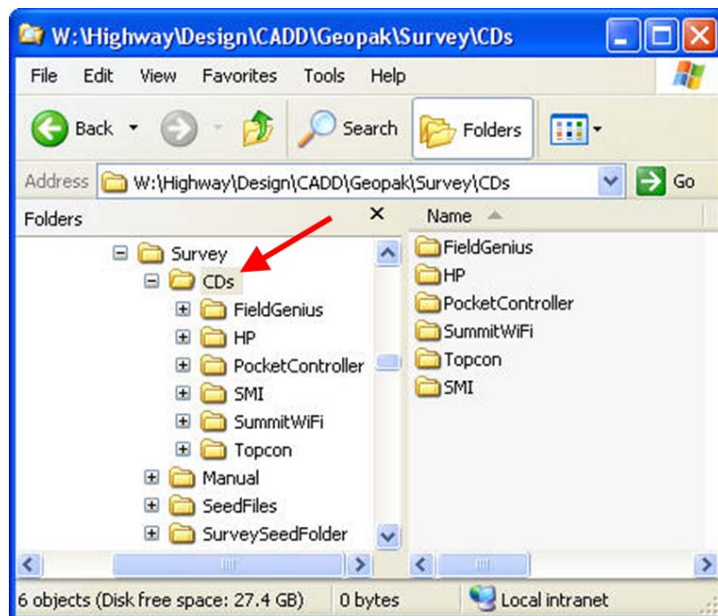 W:\Highway\Design\CADD\Geopak\Survey\CDs
File Edit View Favorites Tools Help
Back Search Folders
Address W:\Highway\Design\CADD\Geopak\Survey\CDs Go
Folders
Survey
CDs
FieldGenius
HP
PocketController
SMI
SummitWiFi
Topcon
Manual
SeedFiles
SurveySeedFolder
Name
FieldGenius
HP
PocketController
SummitWiFi
Topcon
SMI
6 objects (Disk free space: 27.4 GB) 0 bytes Local intranet